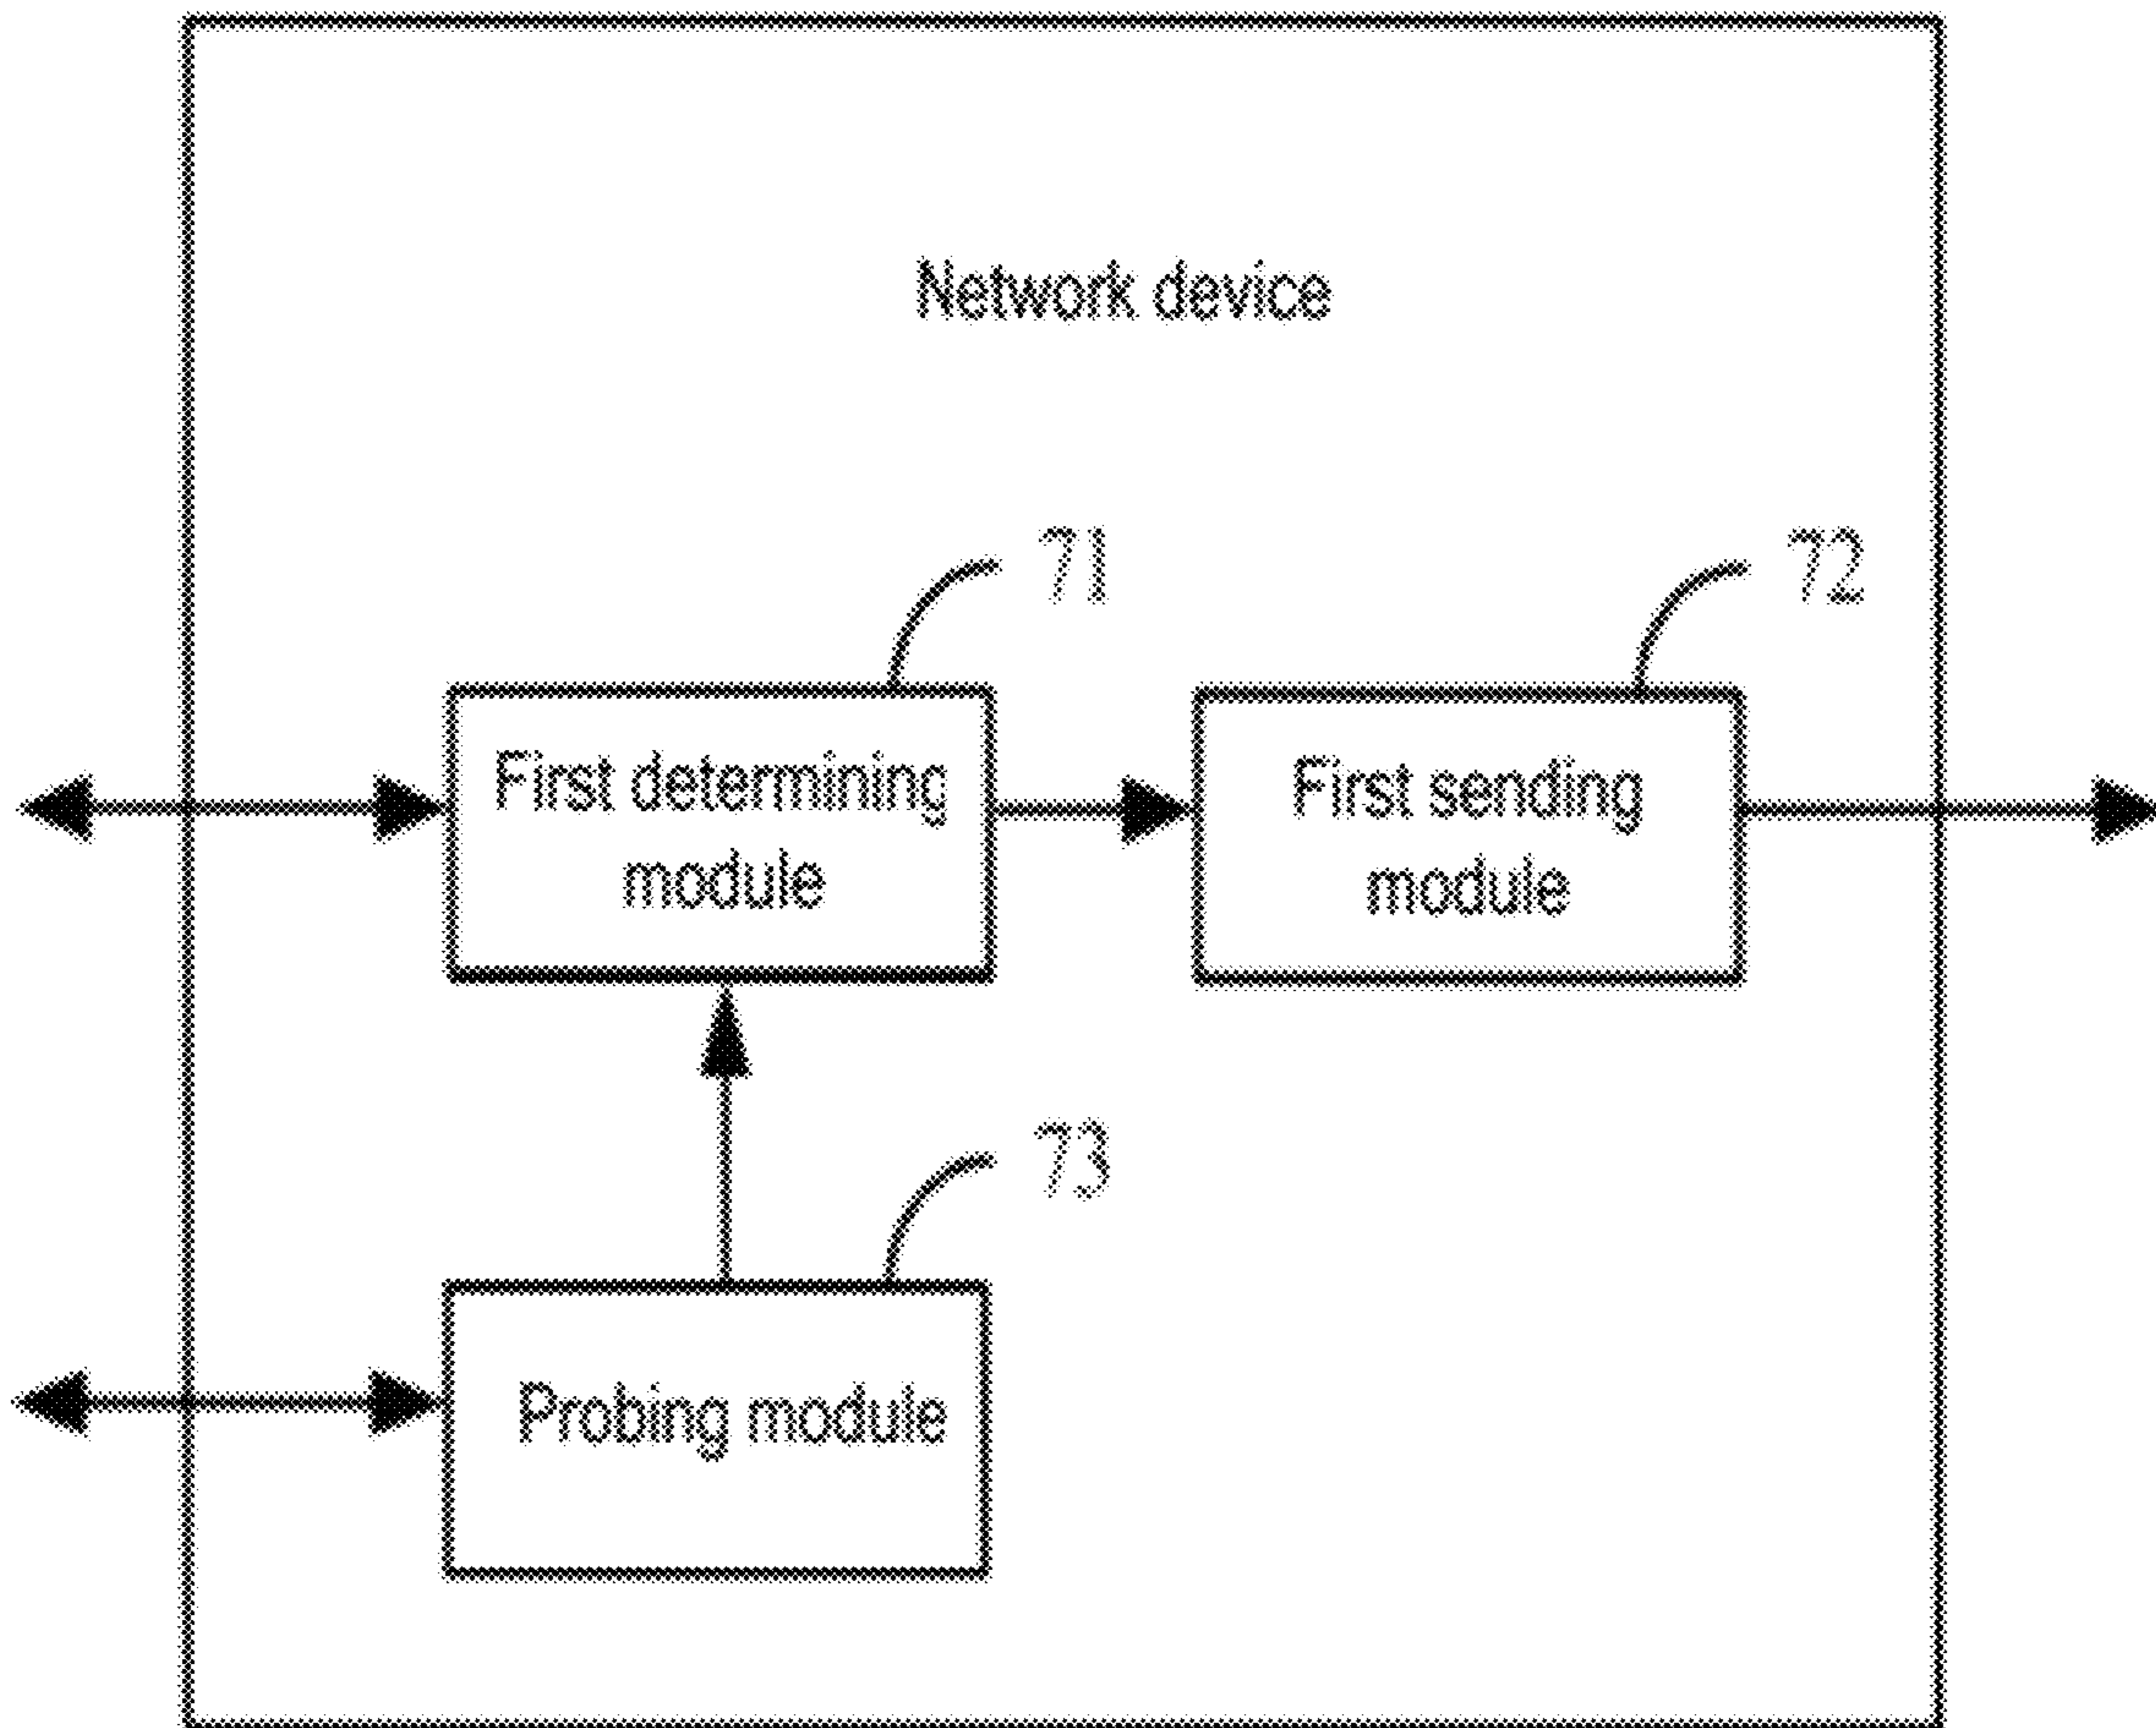 Network device
71
72
First determining
module
First sending
module
73
Probing module